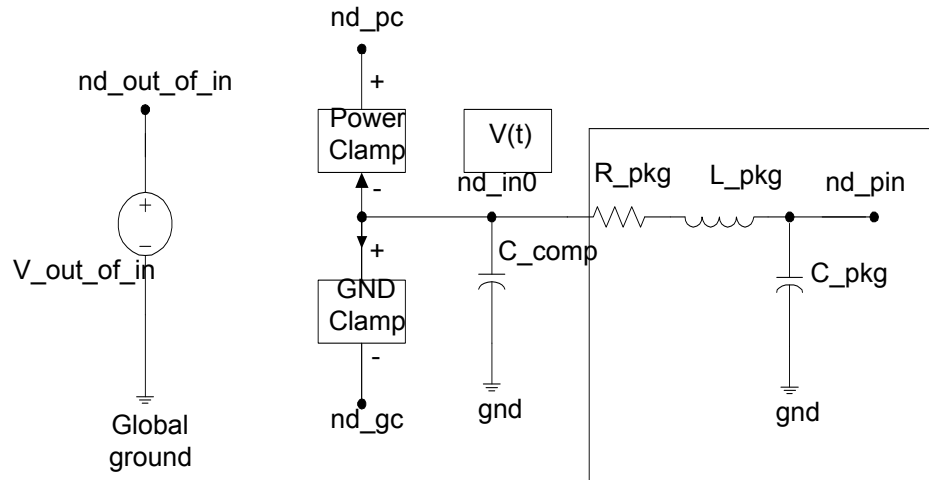 nd_pc
nd_out_of_in
+
Power
Clamp
-
V(t)
nd_in0
R_pkg
L_pkg
nd_pin
+
-
V_out_of_in
+
GND
Clamp
-
C_comp
C_pkg
nd_gc
gnd
gnd
Global
ground